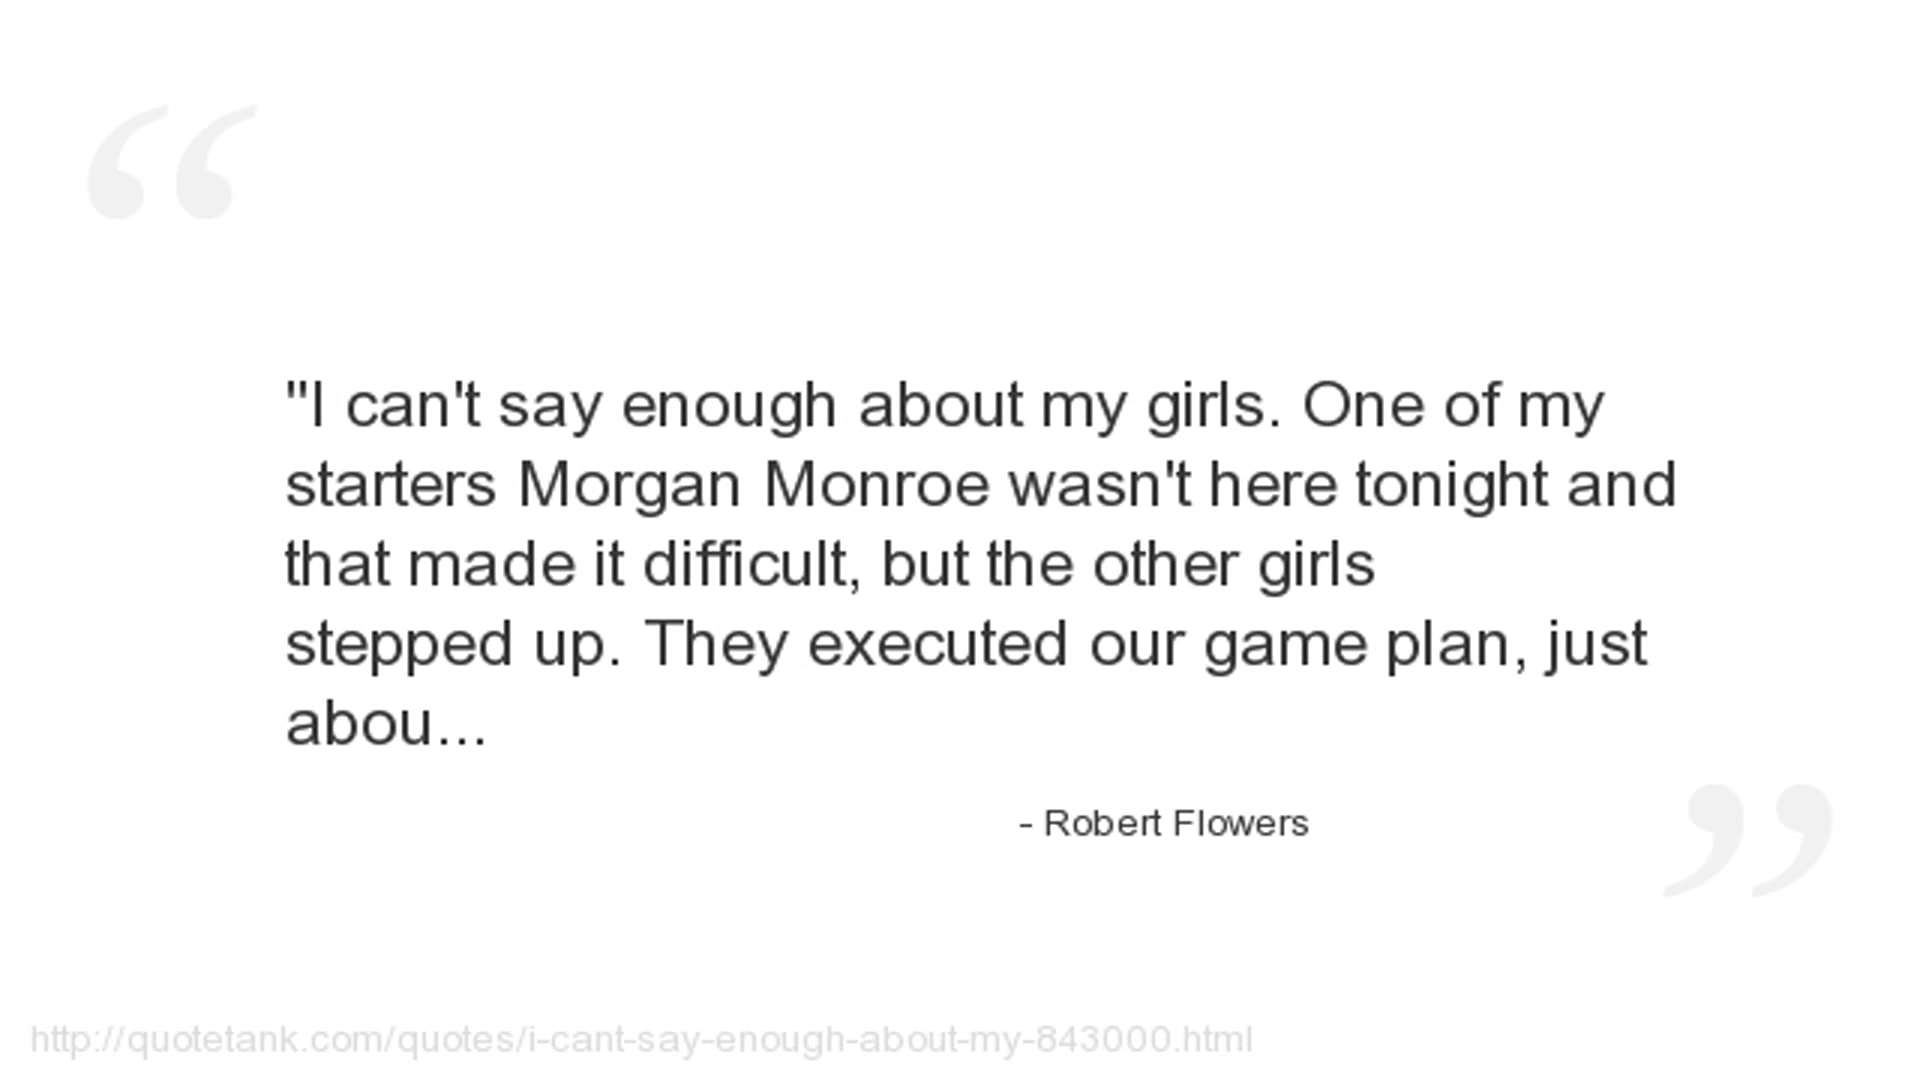 "I can't say enough about my girls. One of my
starters Morgan Monroe wasn't here tonight and
that made it difficult, but the other girls
stepped up. They executed our game plan, just
abou...
- Robert Flowers
http://quotetank.com/quotes/i-cant-say-enough-about-my-843000.html